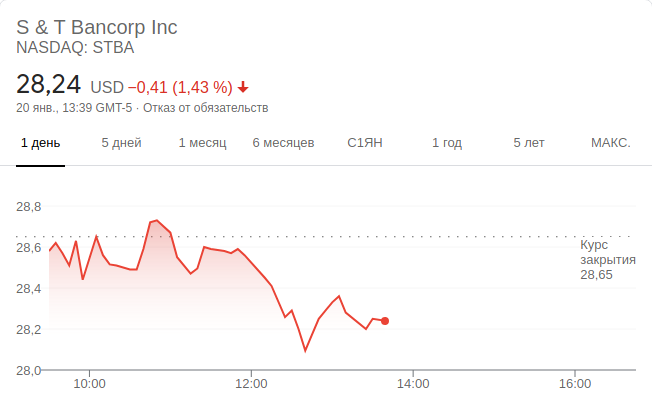 S & T Bancorp Inc
NASDAQ: STBA
28,24 USD −0,41 (1,43 %)
20 янв., 13:39 GMT-5 · Отказ от обязательств
1 день 5 дней 1 месяц 6 месяцев С1ЯН 1 год 5 лет МАКС.
28,8
28,6
28,4
28,2
28,0
Курс
закрытия
28,65
10:00 12:00 14:00 16:00